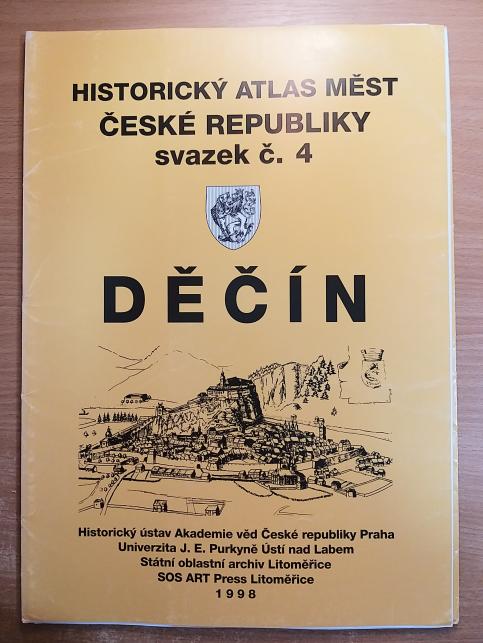 HISTORICKÝ ATLAS MĚST
ČESKÉ REPUBLIKY
svazek č. 4
DĚČÍN
Historický ústav Akademie věd České republiky Praha
Univerzita J. E. Purkyně Ústí nad Labem
Státní oblastní archiv Litoměřice
SOS ART Press Litoměřice
1998